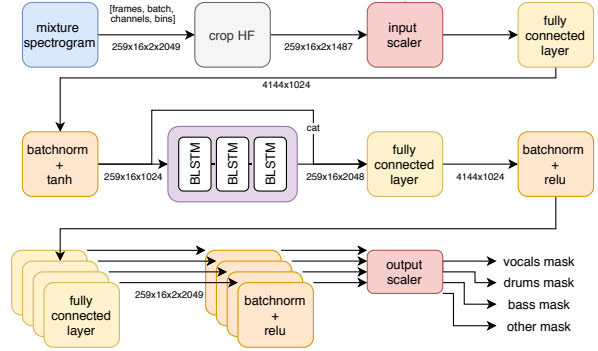 mixture
spectrogram
[frames, batch,
channels, bins]
259x16x2x2049
crop HF
259x16x2x1487
input
scaler
fully
connected
layer
4144x1024
batchnorm
+
tanh
259x16x1024
BLSTM
BLSTM
BLSTM
cat
259x16x2048
fully
connected
layer
4144x1024
batchnorm
+
relu
fully
connected
layer
259x16x2x2049
batchnorm
+
relu
output
scaler
vocals mask
drums mask
bass mask
other mask